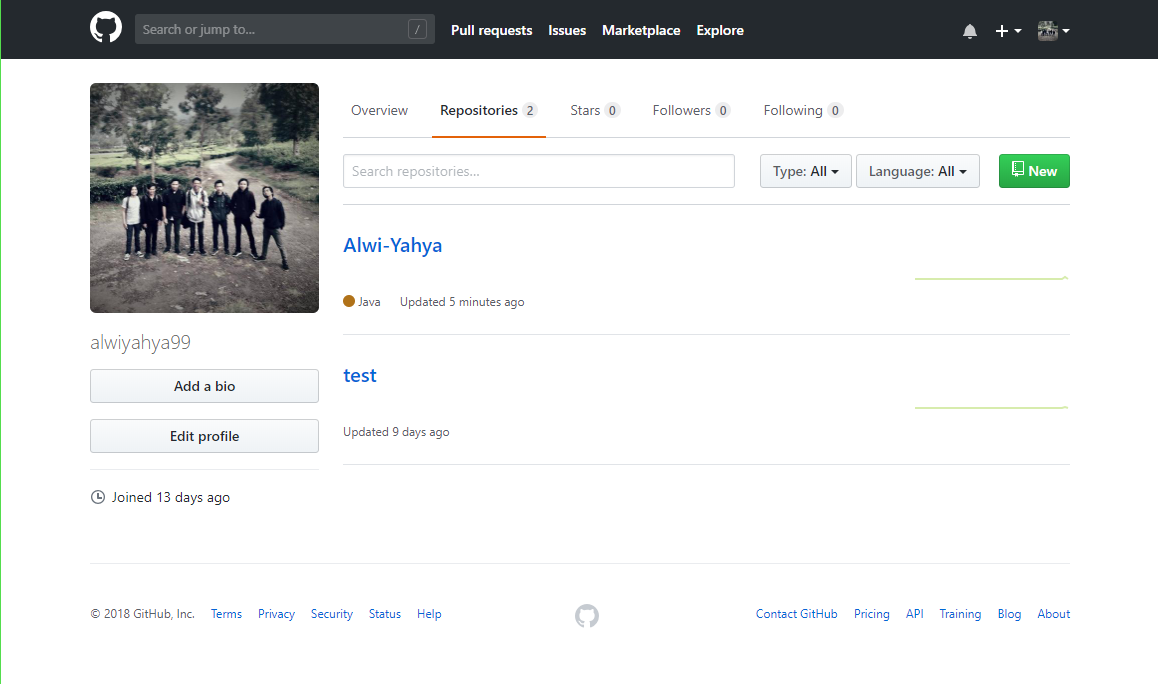 Search or jump to... / Pull requests Issues Marketplace Explore
Overview Repositories 2 Stars 0 Followers 0 Following 0
Search repositories... Type: All Language: All New
Alwi-Yahya
Java Updated 5 minutes ago
alwiyahya99
test
Add a bio
Updated 9 days ago
Edit profile
Joined 13 days ago
© 2018 GitHub, Inc. Terms Privacy Security Status Help Contact GitHub Pricing API Training Blog About